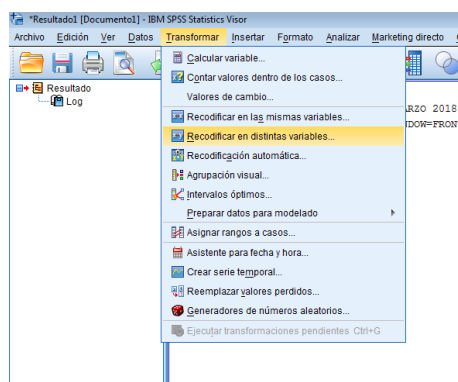 *Resultado1 [Documento1] - IBM SPSS Statistics Visor
Archivo Edición Ver Datos Transformar Insertar Formato Analizar Marketing directo
Resultado
Log
Calcular variable...
Contar valores dentro de los casos...
Valores de cambio...
Recodificar en las mismas variables...
Recodificar en distintas variables...
Recodificación automática...
Agrupación visual...
Intervalos óptimos...
Preparar datos para modelado
Asignar rangos a casos...
Asistente para fecha y hora...
Crear serie temporal...
Reemplazar valores perdidos...
Generadores de números aleatorios...
Ejecutar transformaciones pendientes Ctrl+G
ARZO 2018
NDOW=FRON